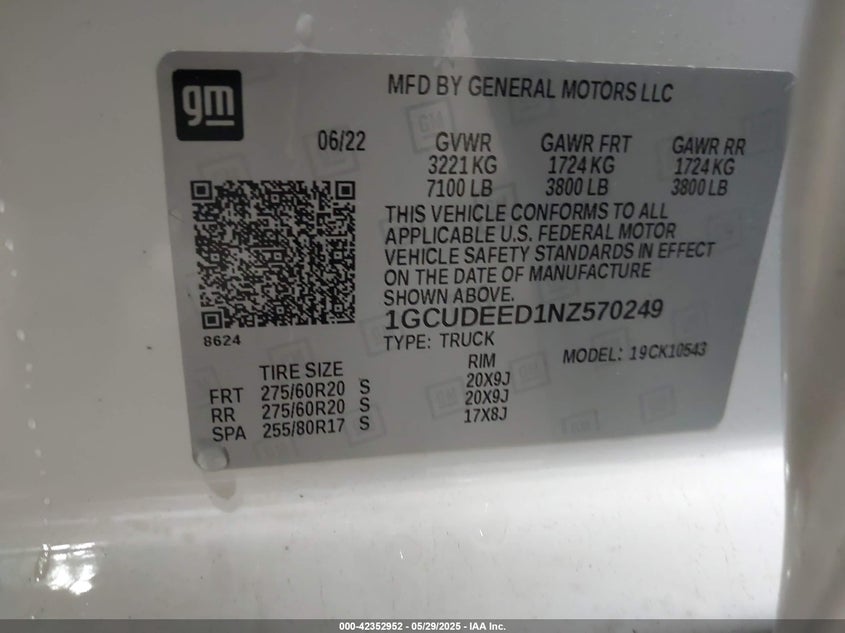 gm
MFD BY GENERAL MOTORS LLC
06/22
GVWR GAWR FRT GAWR RR
3221 KG 1724 KG 1724 KG
7100 LB 3800 LB 3800 LB
THIS VEHICLE CONFORMS TO ALL
APPLICABLE U.S. FEDERAL MOTOR
VEHICLE SAFETY STANDARDS IN EFFECT
ON THE DATE OF MANUFACTURE
SHOWN ABOVE.
1GCUDEED1NZ570249
8624
TYPE: TRUCK MODEL: 19CK10543
TIRE SIZE RIM
FRT 275/60R20 S 20X9J
RR 275/60R20 S 20X9J
SPA 255/80R17 S 17X8J
000-42352952 - 05/29/2025 - IAA Inc.